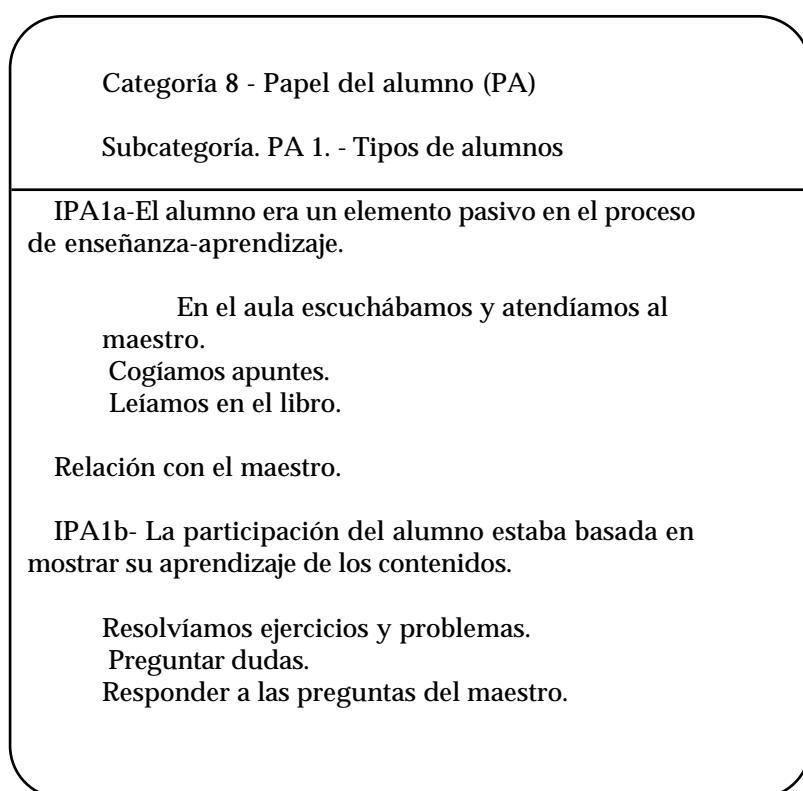 Categoría 8 - Papel del alumno (PA)
Subcategoría. PA 1. - Tipos de alumnos
IPA1a-El alumno era un elemento pasivo en el proceso
de enseñanza-aprendizaje.
En el aula escuchábamos y atendíamos al
maestro.
Cogíamos apuntes.
Leíamos en el libro.
Relación con el maestro.
IPA1b- La participación del alumno estaba basada en
mostrar su aprendizaje de los contenidos.
Resolvíamos ejercicios y problemas.
Preguntar dudas.
Responder a las preguntas del maestro.